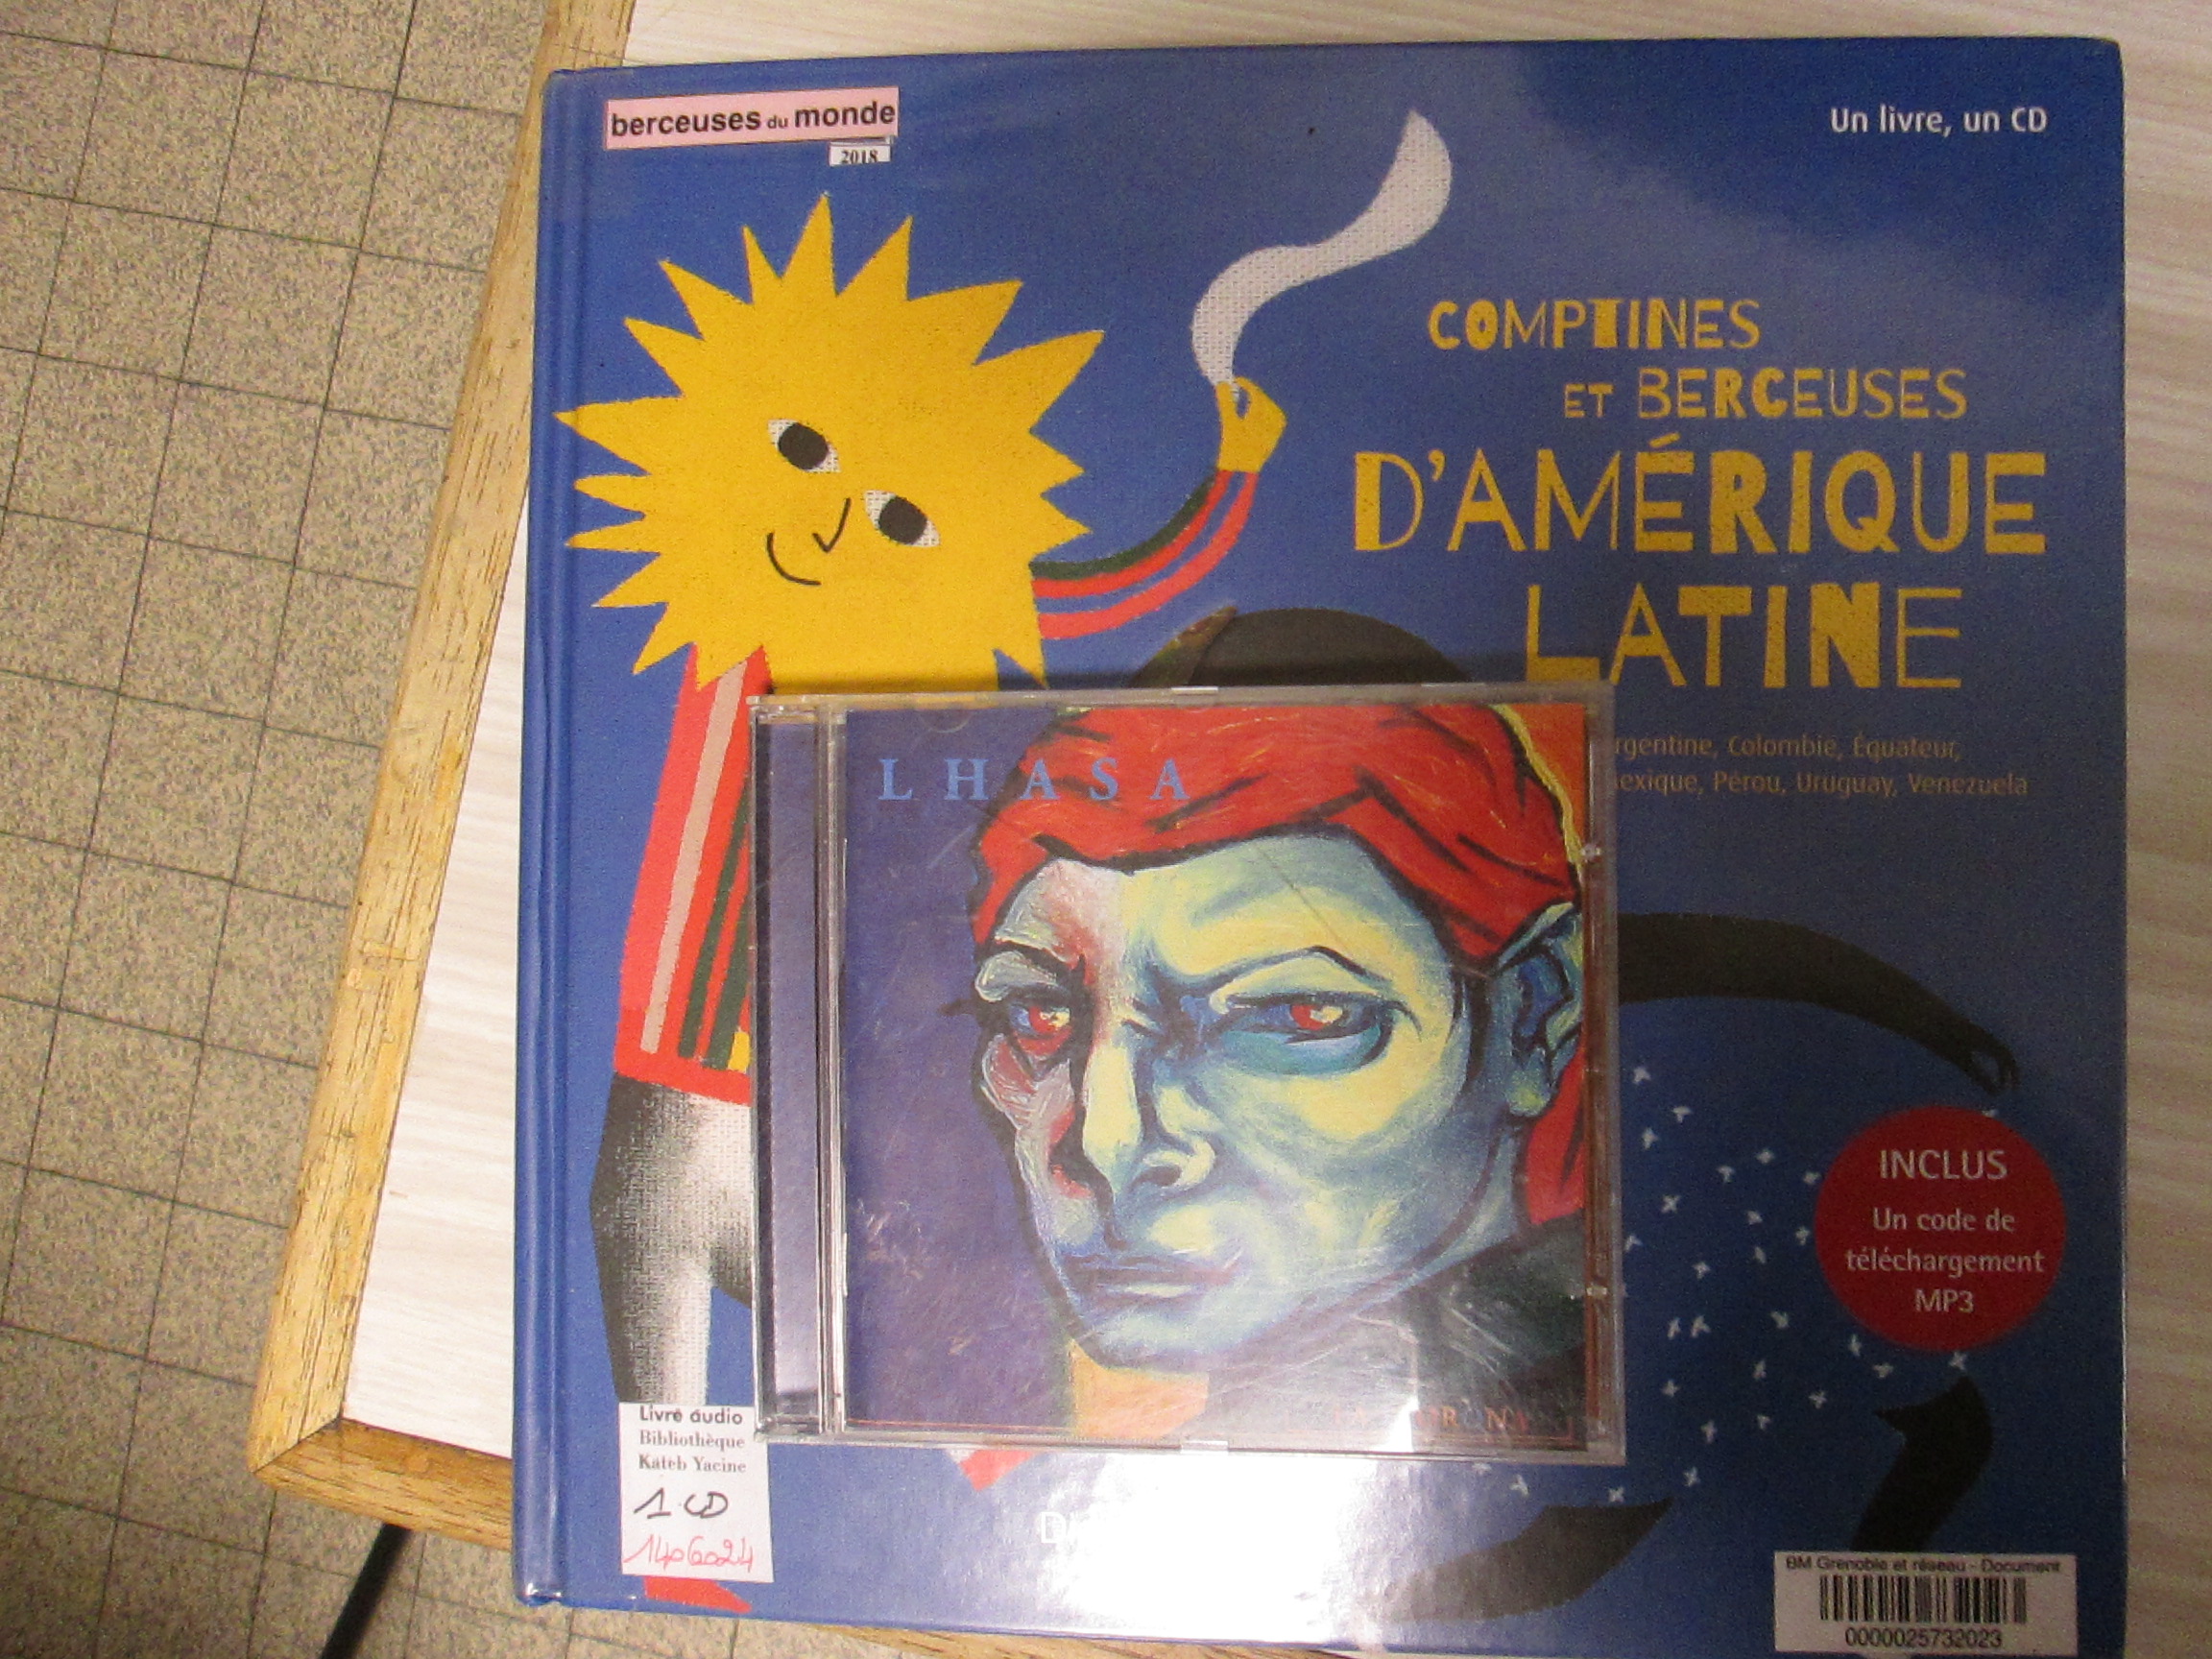 berceuses du monde
2018
Un livre, un CD
COMPTINES
ET BERCEUSES
D'AMÉRIQUE
LATINE
rgentine, Colombie, Équateur,
exique, Pérou, Uruguay, Venezuela
LHASA
INCLUS
Un code de
téléchargement
MP3
Livre audio
Bibliothèque
Kateb Yacine
1 CD
1406024
BM Grenoble et réseau - Document
0000025732023